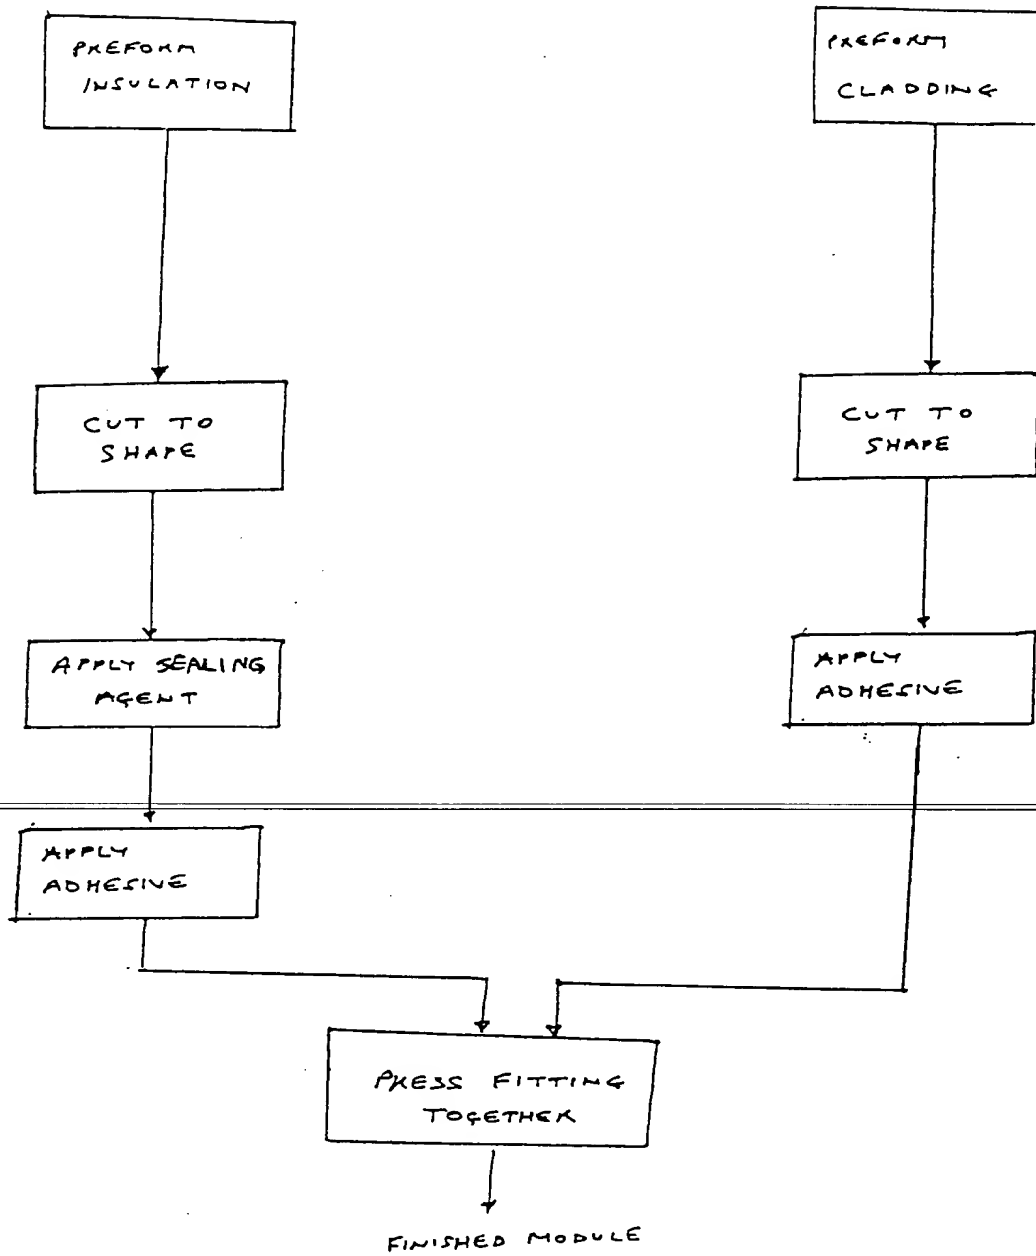 PREFORM
INSULATION
PREFORM
CLADDING
CUT TO
SHAPE
CUT TO
SHAPE
APPLY SEALING
AGENT
APPLY
ADHESIVE
APPLY
ADHESIVE
PRESS FITTING
TOGETHER
FINISHED MODULE